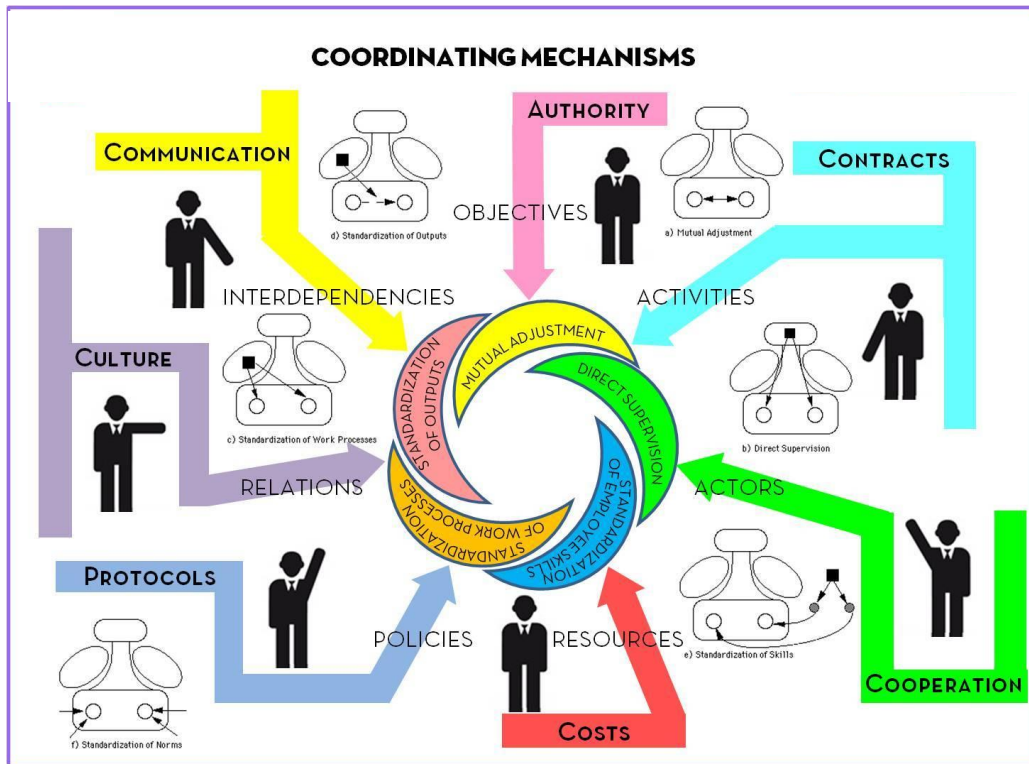 COORDINATING MECHANISMS
AUTHORITY
COMMUNICATION
CONTRACTS
OBJECTIVES
d) Standardization of Outputs
a) Mutual Adjustment
INTERDEPENDENCIES
ACTIVITIES
CULTURE
c) Standardization of Work Processes
b) Direct Supervision
MUTUAL ADJUSTMENT
DIRECT SUPERVISION
STANDARDIZATION
OF OUTPUTS
STANDARDIZATION
OF WORK PROCESSES
STANDARDIZATION
OF EMPLOYEE SKILLS
RELATIONS
ACTORS
PROTOCOLS
POLICIES
RESOURCES
e) Standardization of Skills
COOPERATION
COSTS
f) Standardization of Norms